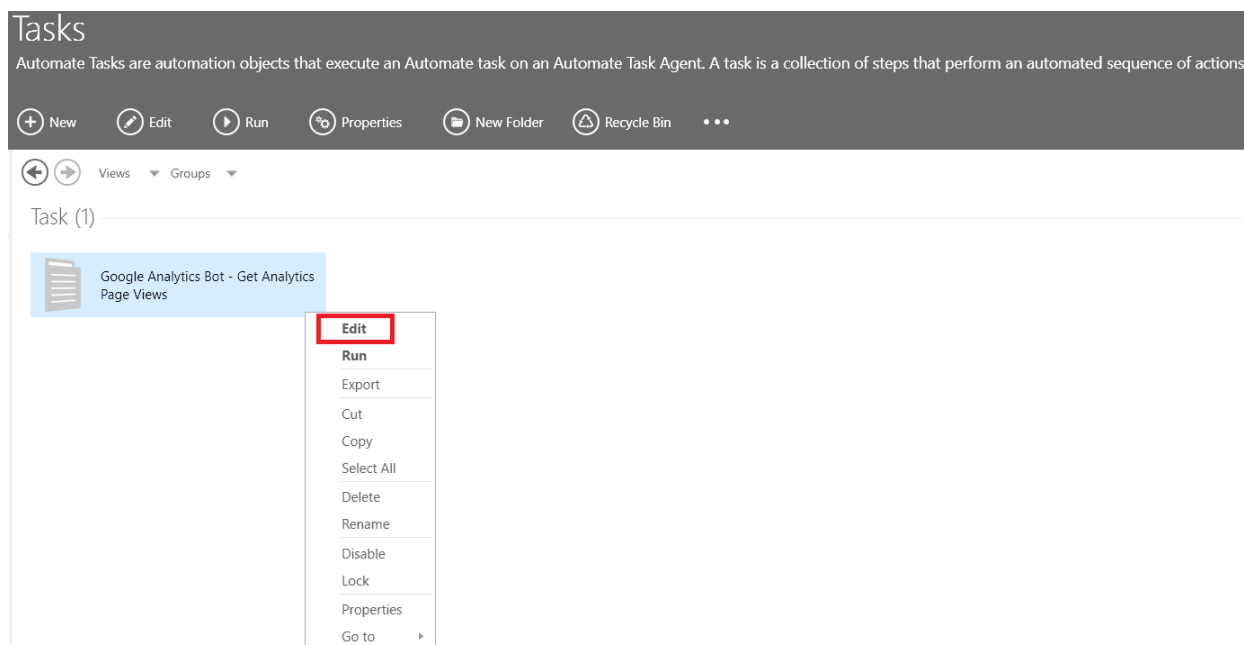 Tasks
Automate Tasks are automation objects that execute an Automate task on an Automate Task Agent. A task is a collection of steps that perform an automated sequence of actions
New Edit Run Properties New Folder Recycle Bin •••
Views Groups
Task (1)
Google Analytics Bot - Get Analytics
Page Views
Edit
Run
Export
Cut
Copy
Select All
Delete
Rename
Disable
Lock
Properties
Go to